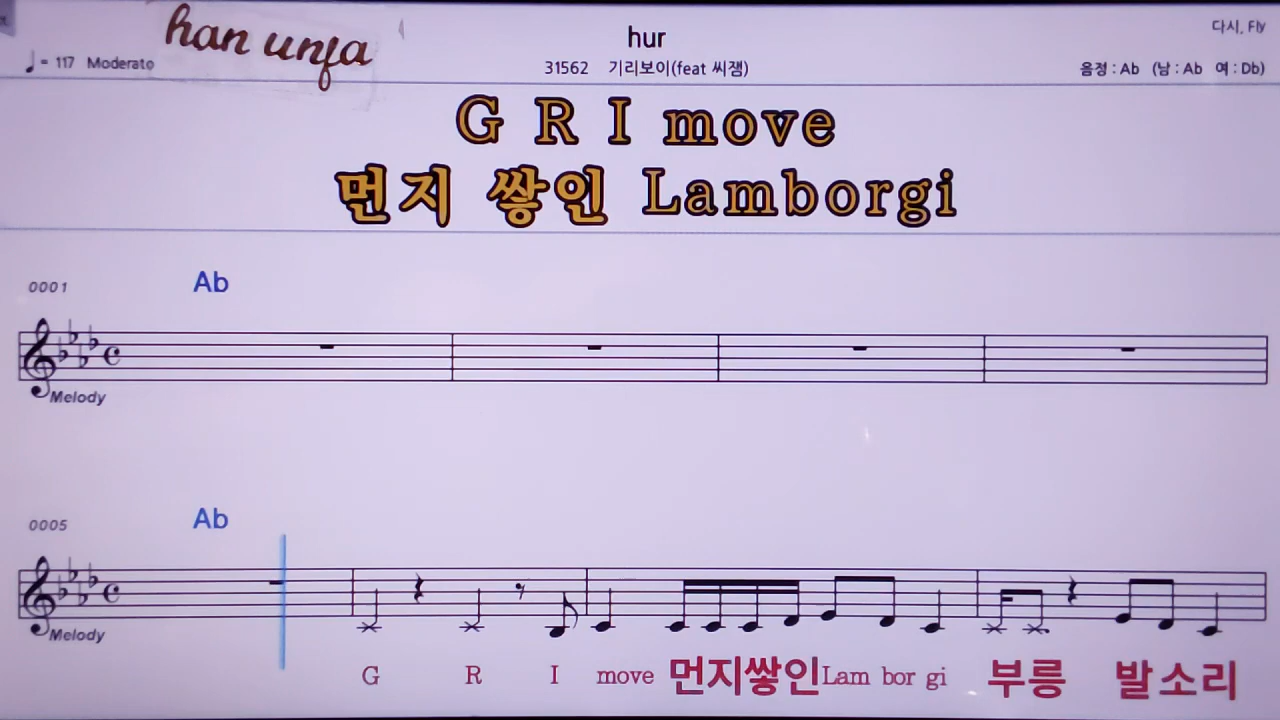 han unfa
hur
다시, Fly
♩ = 117 Moderato
31562 기리보이(feat 씨잼)
음정 : Ab (남 : Ab 여 : Db)
G R I move
먼지 쌓인 Lamborgi
0001
Ab
Melody
0005
Ab
Melody
G R I move 먼지쌓인Lam bor gi 부릉 발소리